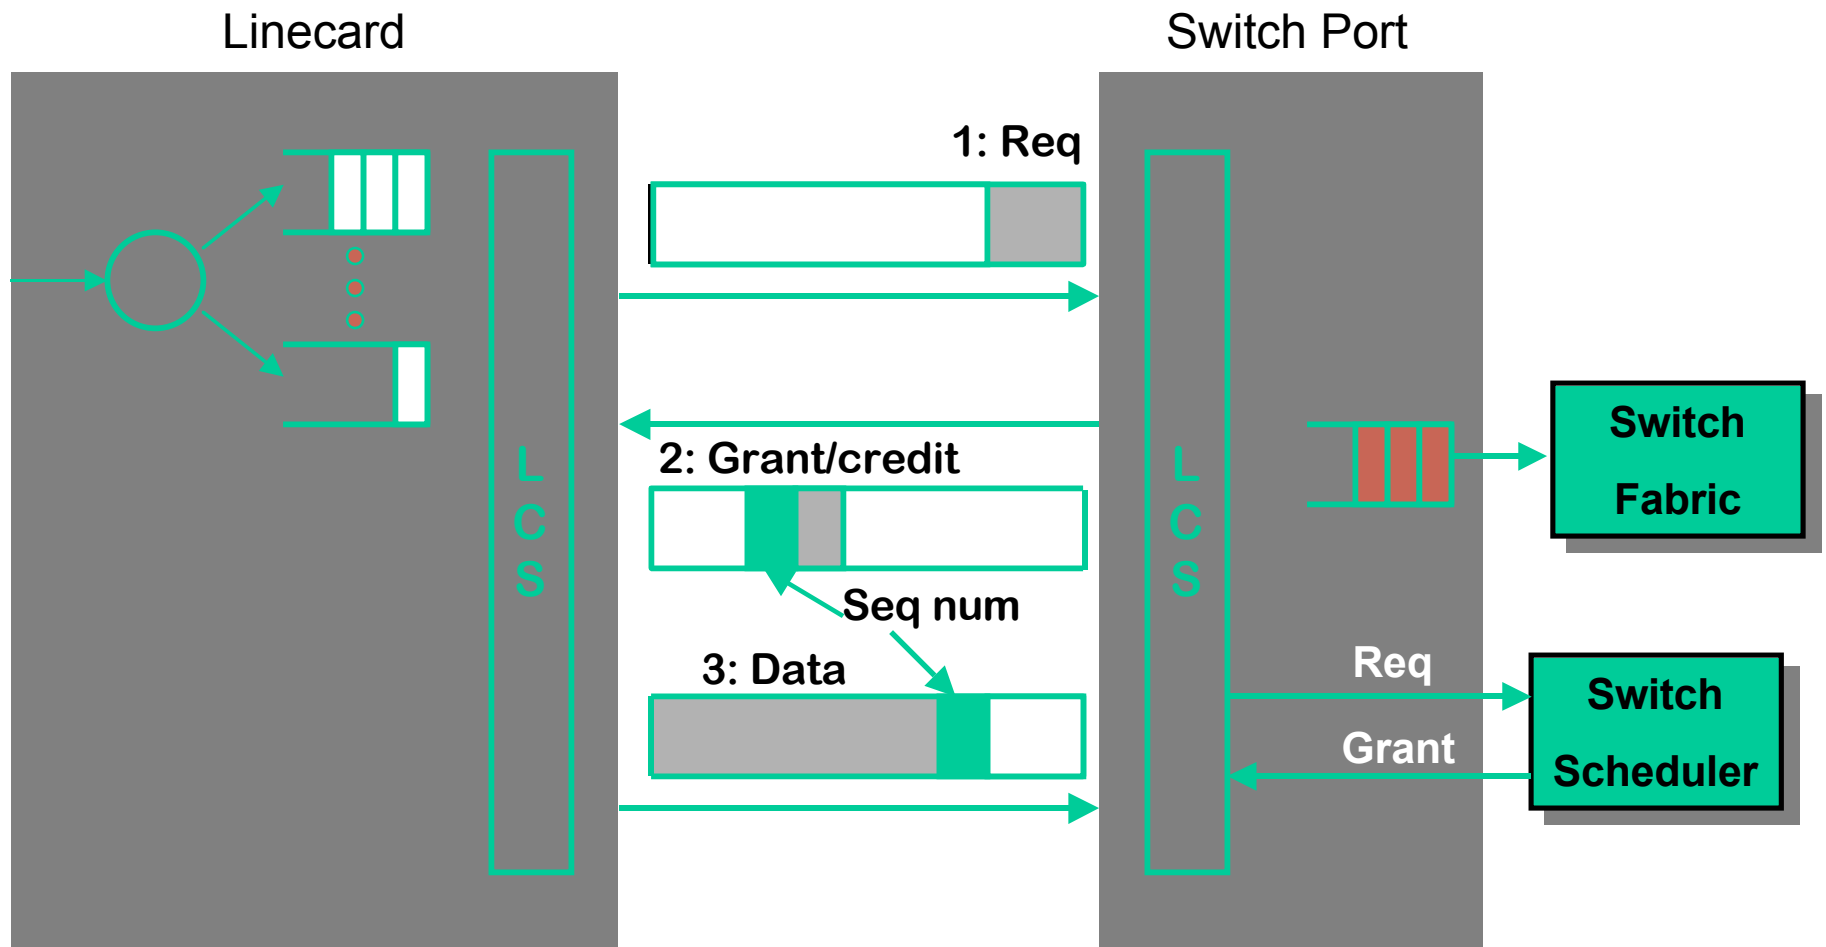 Linecard
Switch Port
1: Req
2: Grant/credit
Seq num
3: Data
L
C
S
L
C
S
Switch
Fabric
Req
Grant
Switch
Scheduler